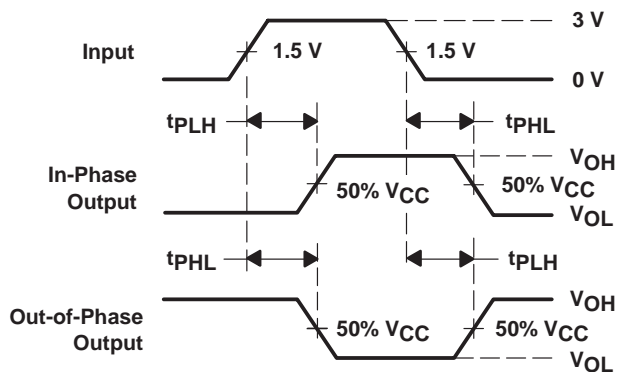 3 V
Input
1.5 V
1.5 V
0 V
tPLH
tPHL
In-Phase
Output
VOH
50% VCC
50% VCC
VOL
tPHL
tPLH
Out-of-Phase
Output
VOH
50% VCC
50% VCC
VOL